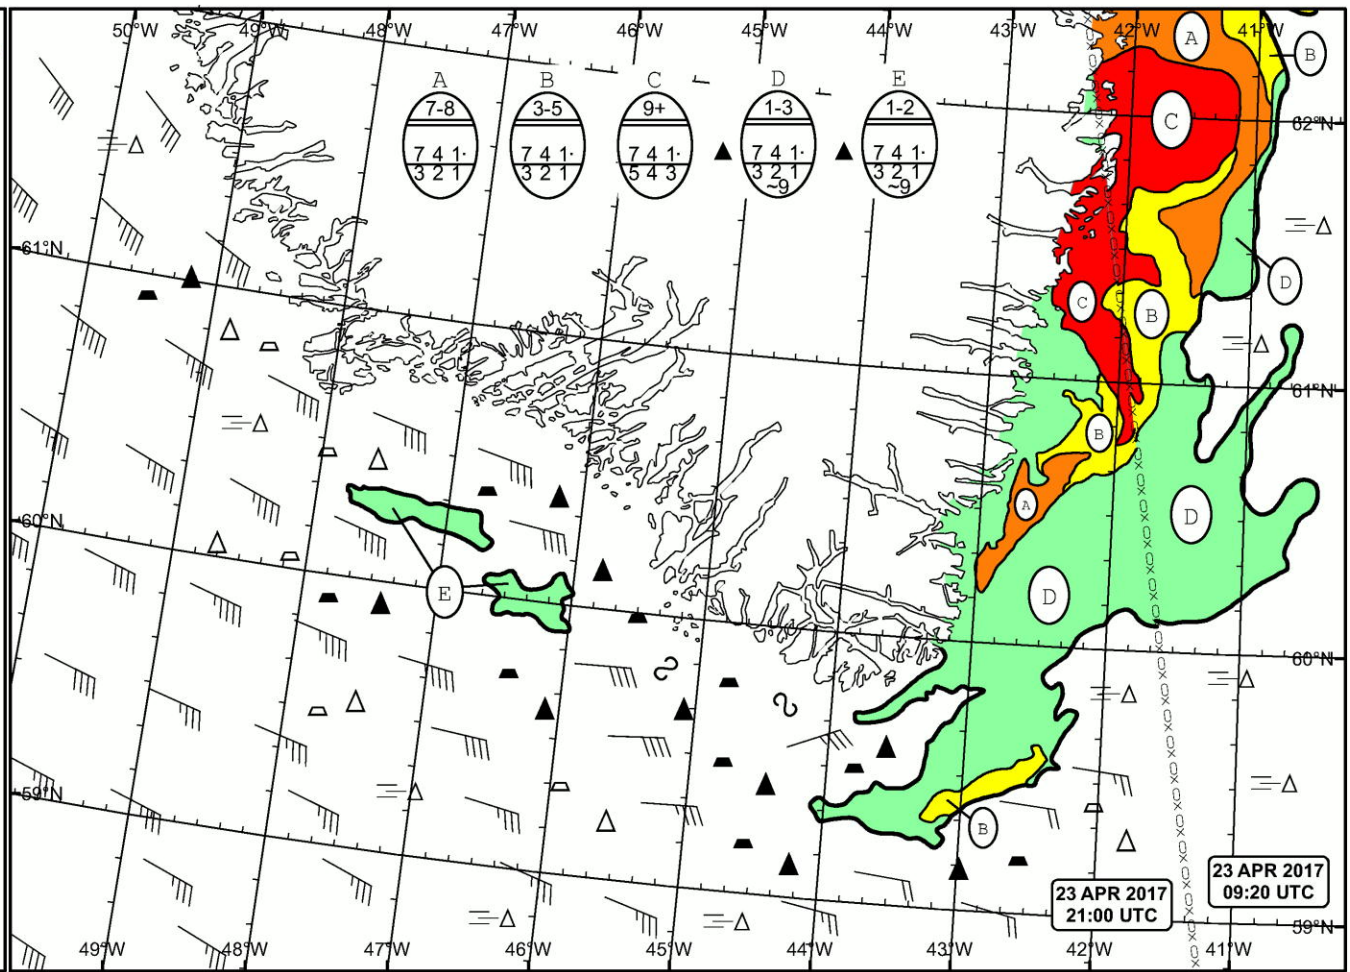 50°W 49°W 48°W 47°W 46°W 45°W 44°W 43°W 42°W 41°W
A B C D E
7-8 3-5 9+ 1-3 1-2
7 4 1· 7 4 1· 7 4 1· 7 4 1· 7 4 1·
3 2 1 3 2 1 5 4 3 3 2 1 3 2 1
~9 ~9
A
B
C
62°N
61°N
D
C
B
61°N
B
A
D
60°N
E
D
60°N
59°N
B
23 APR 2017
09:20 UTC
23 APR 2017
21:00 UTC
59°N
49°W 48°W 47°W 46°W 45°W 44°W 43°W 42°W 41°W